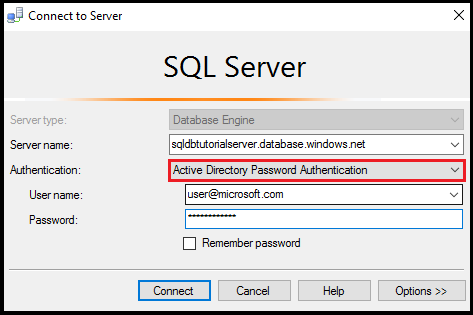 Connect to Server
SQL Server
Server type: Database Engine
Server name: sqldbtutorialserver.database.windows.net
Authentication: Active Directory Password Authentication
User name: user@microsoft.com
Password: ************
Remember password
Connect Cancel Help Options >>